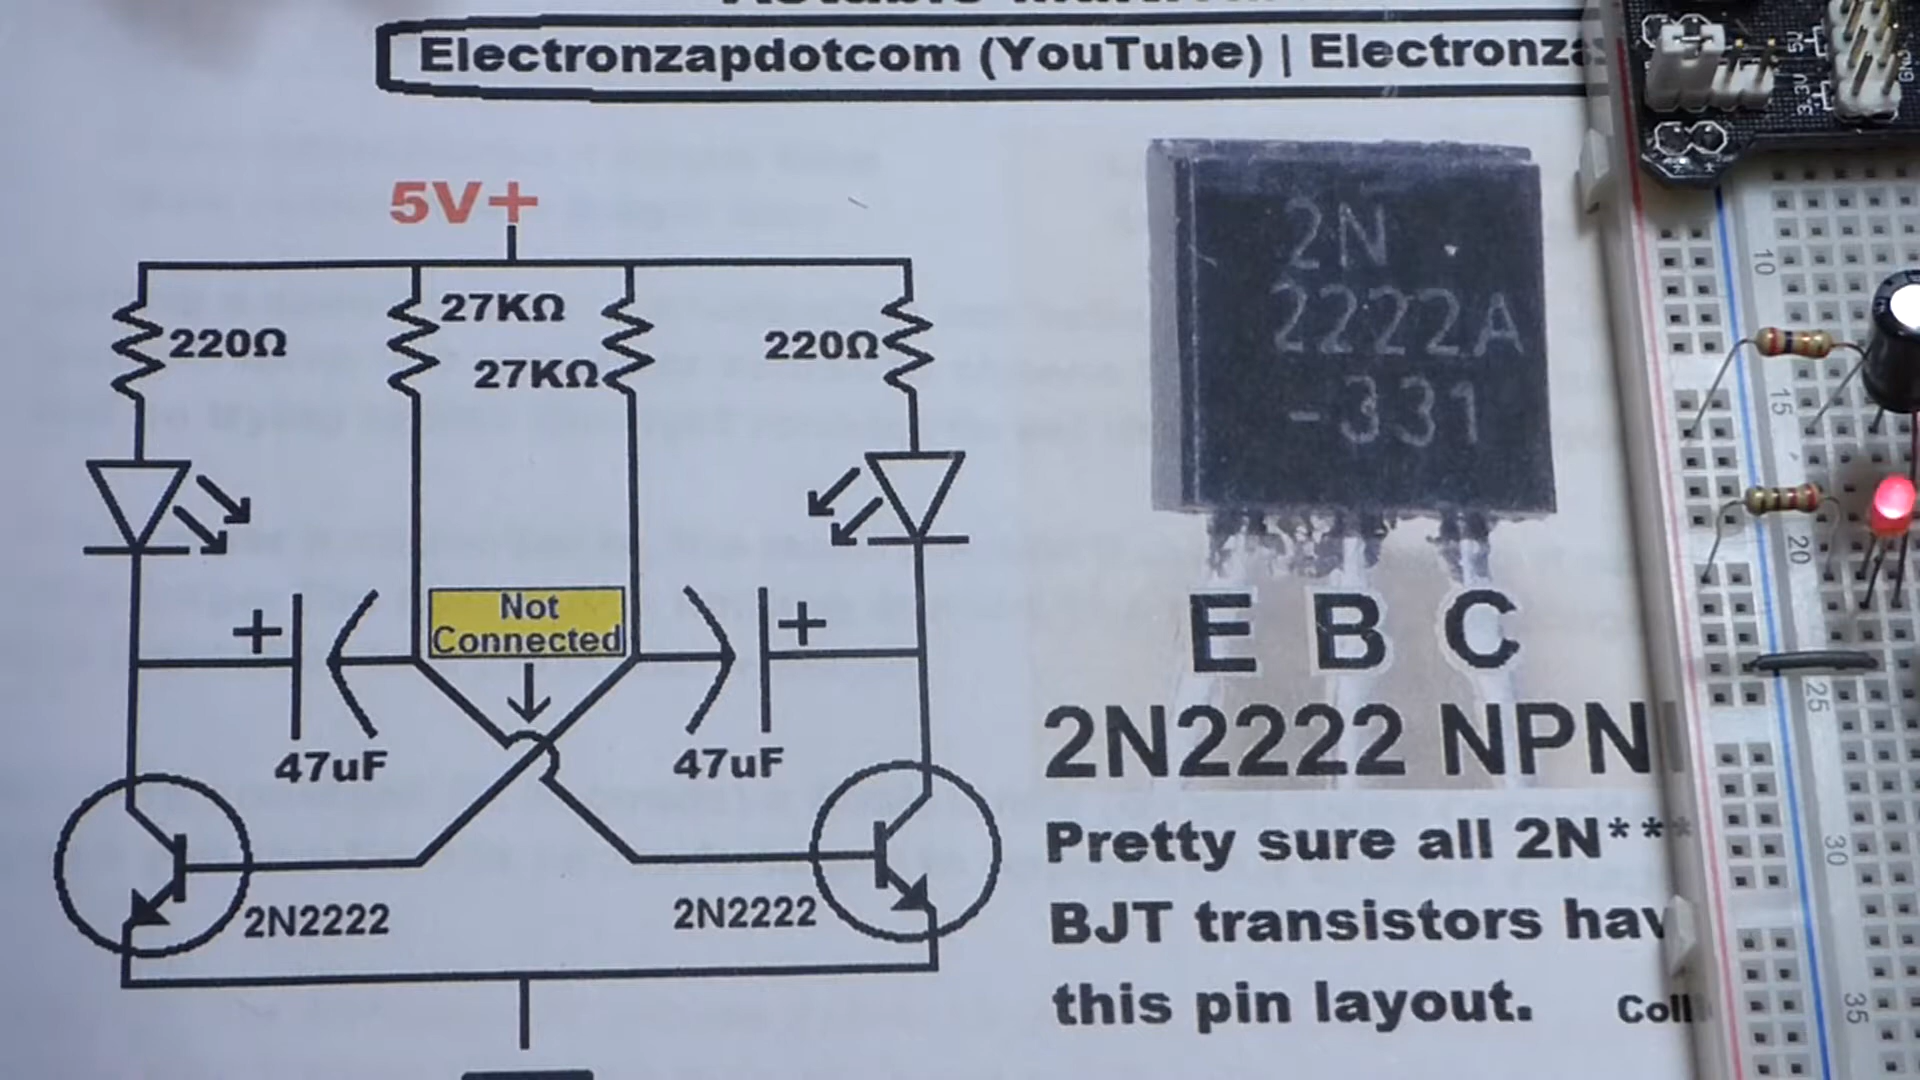 Electronzapdotcom (YouTube) | Electronza
5V+
220Ω
27KΩ
27KΩ
220Ω
Not
Connected
+
+
47uF
47uF
2N2222
2N2222
2N
2222A
-331
E B C
2N2222 NPN
Pretty sure all 2N***
BJT transistors hav
this pin layout.
Coll
5V
3.3V
GND
10
15
20
25
30
35